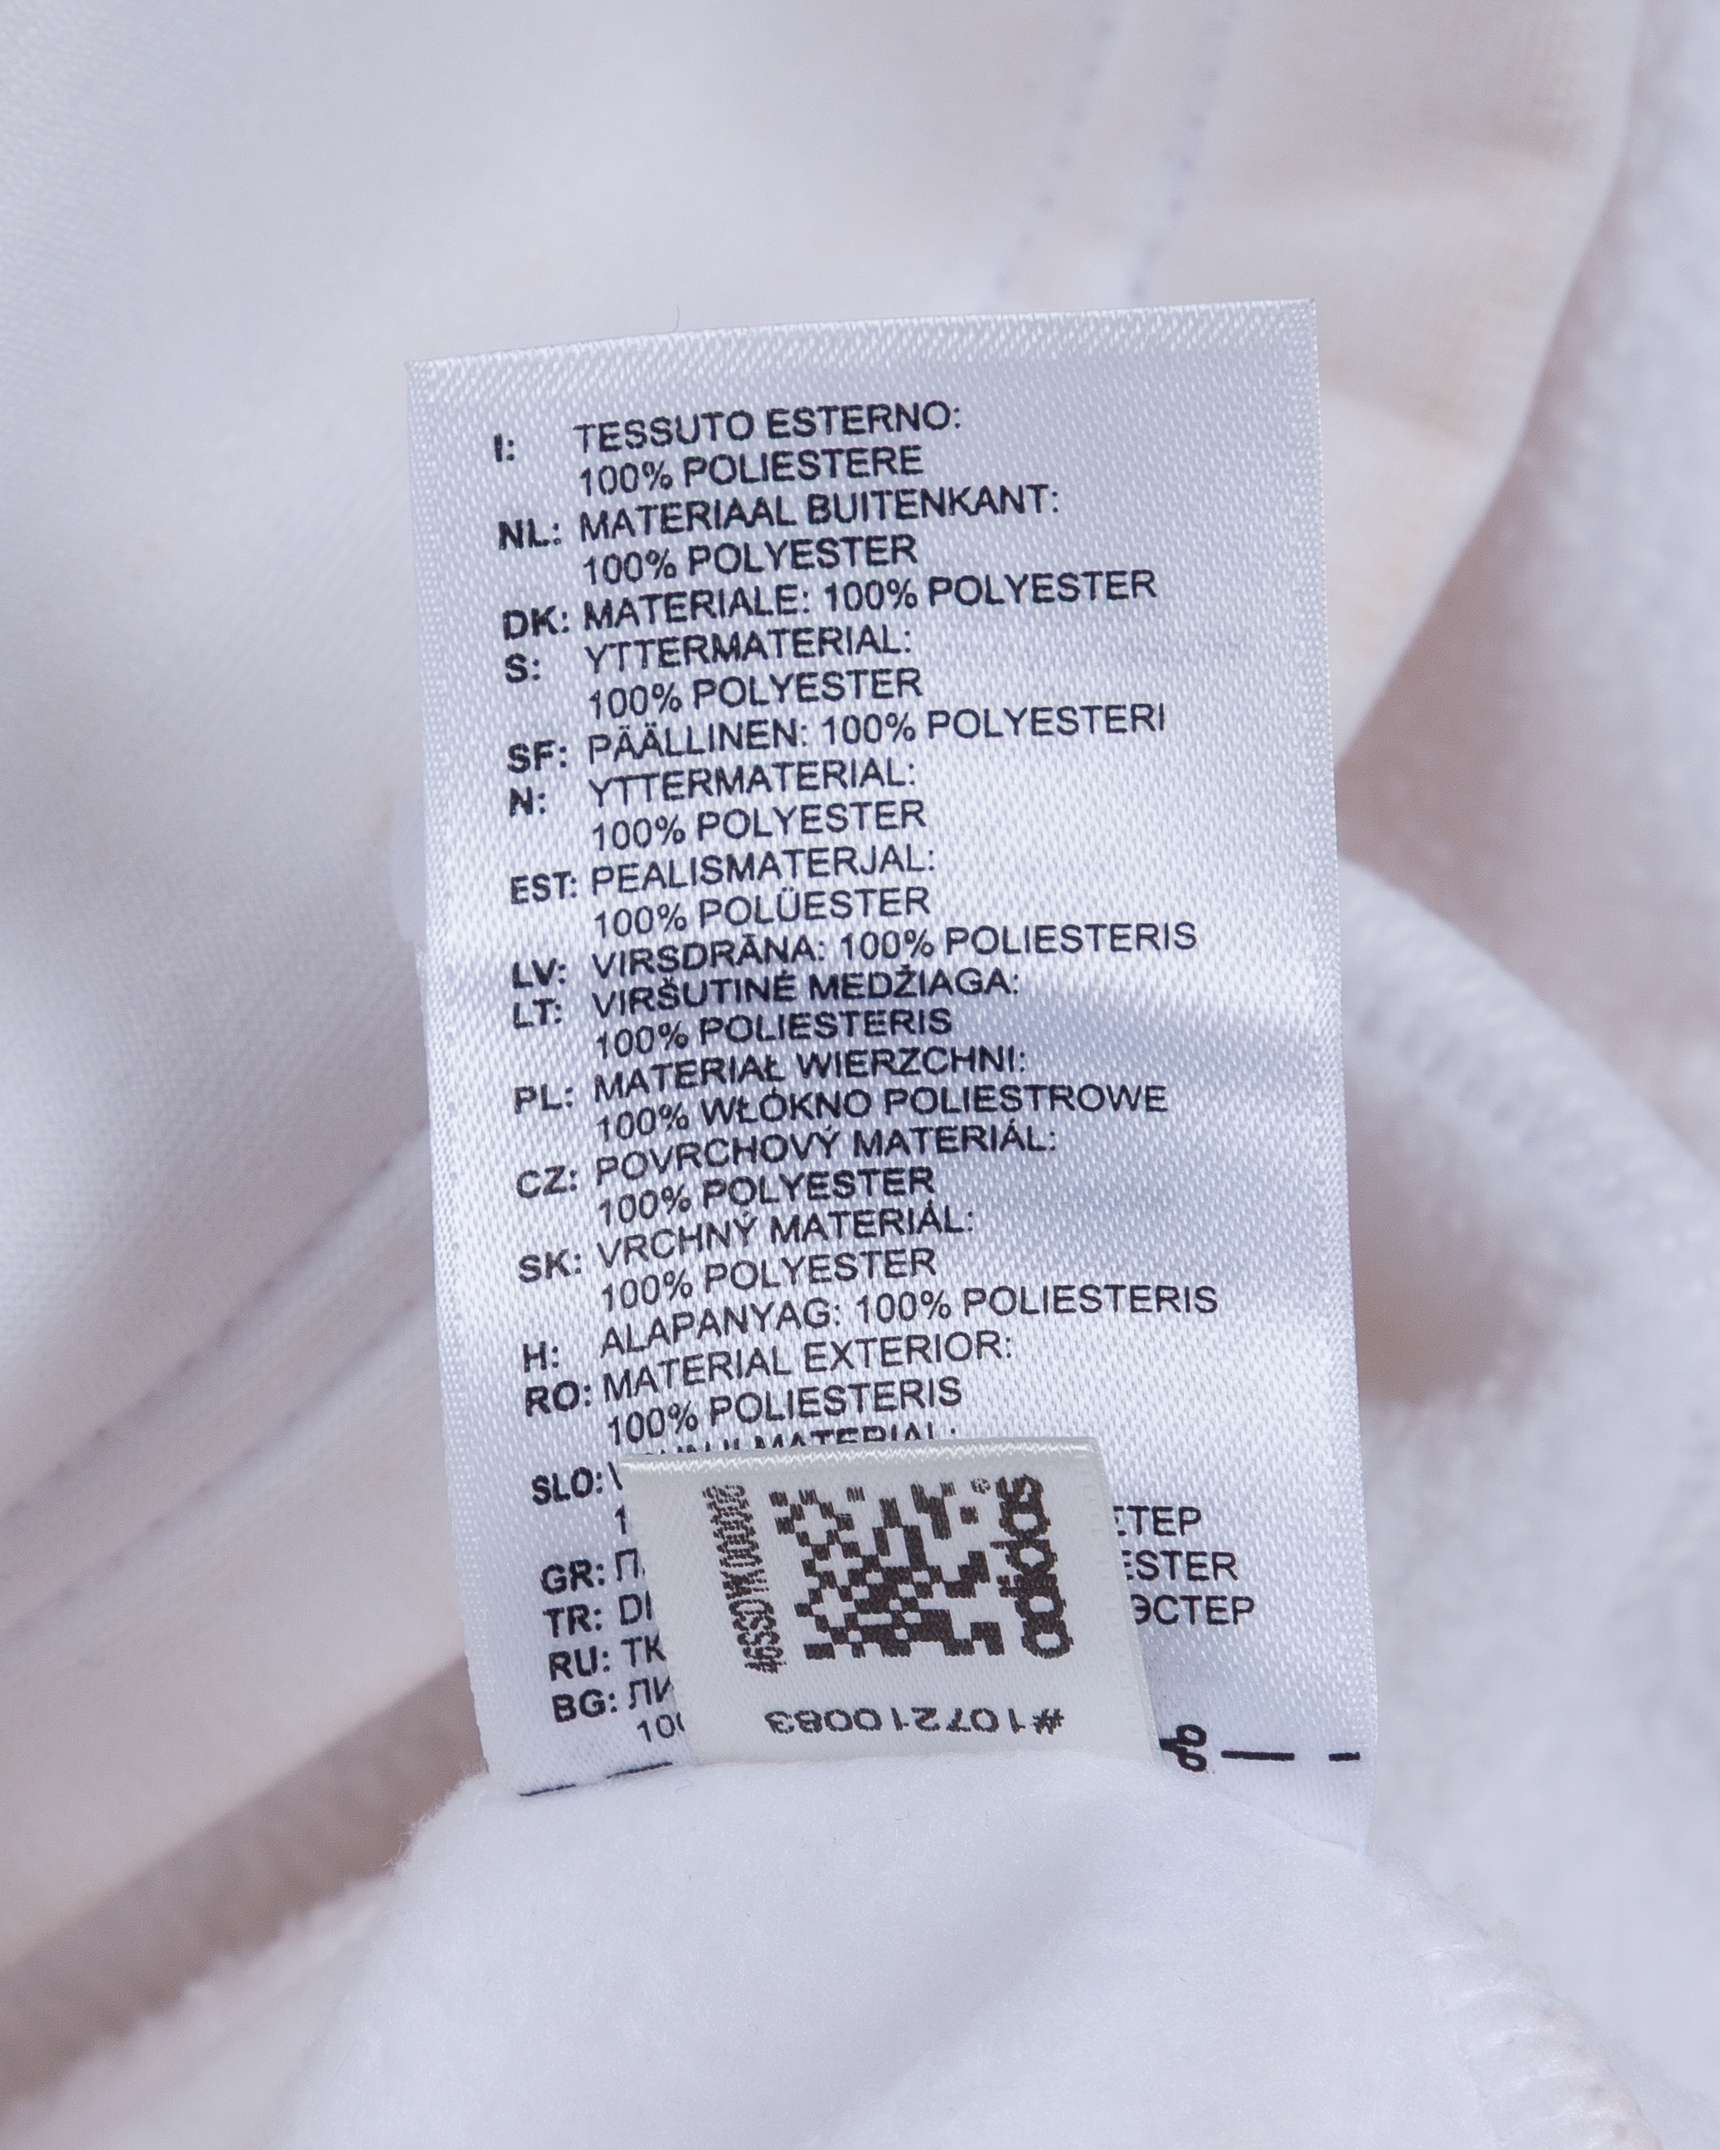 I: TESSUTO ESTERNO:
100% POLIESTERE
NL: MATERIAAL BUITENKANT:
100% POLYESTER
DK: MATERIALE: 100% POLYESTER
S: YTTERMATERIAL:
100% POLYESTER
SF: PÄÄLLINEN: 100% POLYESTERI
N: YTTERMATERIAL:
100% POLYESTER
EST: PEALISMATERJAL:
100% POLÜESTER
LV: VIRSDRĀNA: 100% POLIESTERIS
LT: VIRŠUTINĖ MEDŽIAGA:
100% POLIESTERIS
PL: MATERIAŁ WIERZCHNI:
100% WŁÓKNO POLIESTROWE
CZ: POVRCHOVÝ MATERIÁL:
100% POLYESTER
SK: VRCHNÝ MATERIÁL:
100% POLYESTER
H: ALAPANYAG: 100% POLIESTERIS
RO: MATERIAL EXTERIOR:
100% POLIESTERIS
SLO: MATERIAL:
GR:
TR:
RU:
BG:
adidas
#107210083